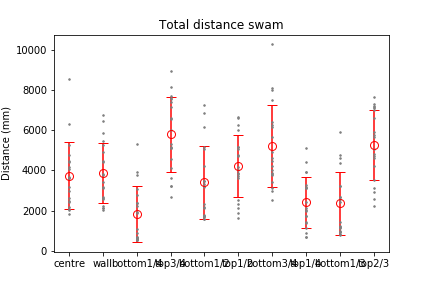 Total distance swam
Distance (mm)
10000
8000
6000
4000
2000
0
centre wall bottom1/4 top3/4 bottom1/2 top1/2 bottom3/4 top1/4 bottom1/3 top2/3